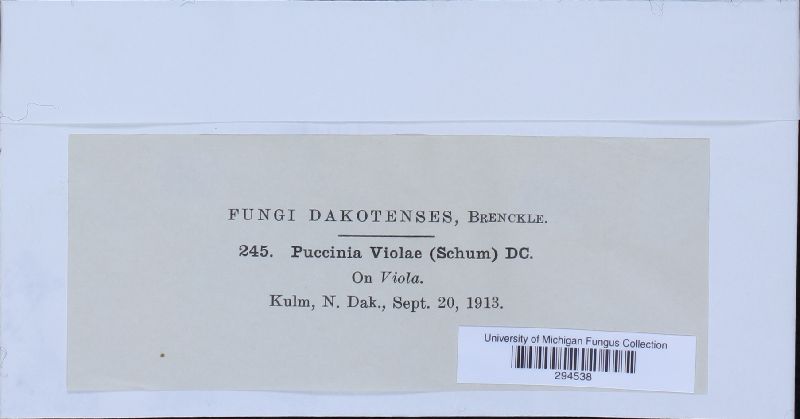 FUNGI DAKOTENSES, BRENCKLE.
245. Puccinia Violae (Schum) DC.
On Viola.
Kulm, N. Dak., Sept. 20, 1913.
University of Michigan Fungus Collection
294538